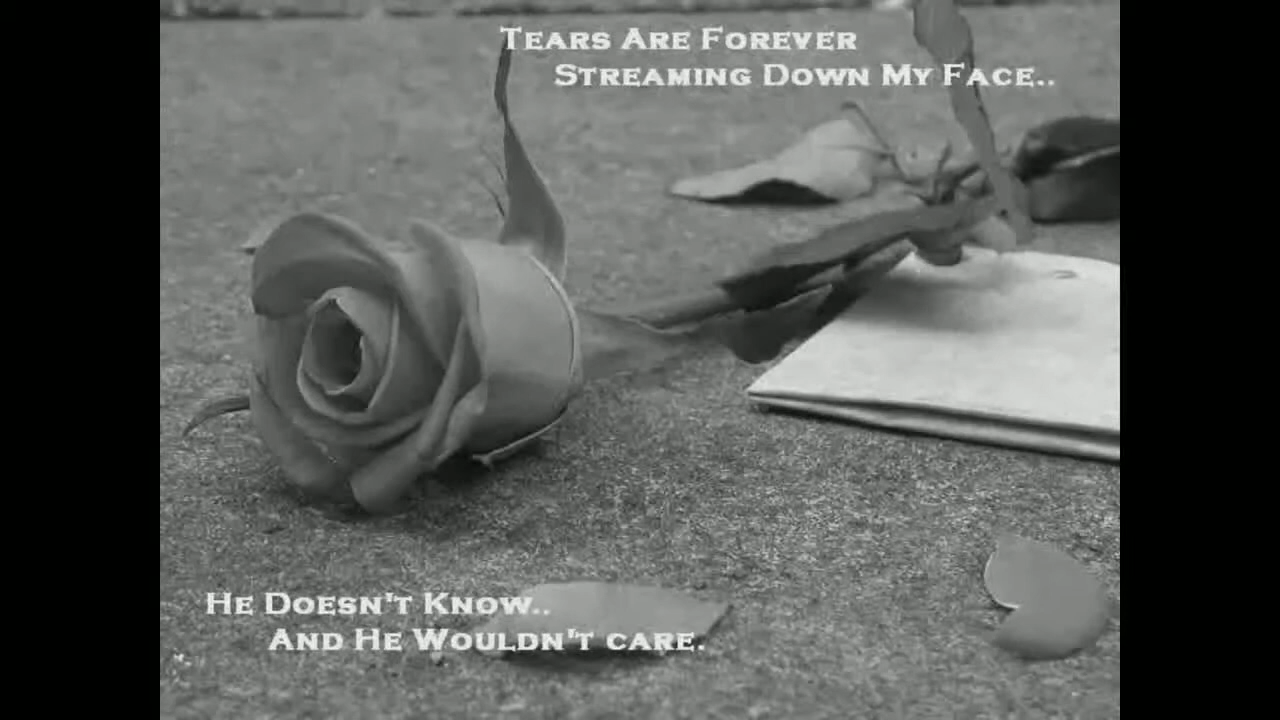 Tears Are Forever
Streaming Down My Face..
He Doesn't Know..
And He Wouldn't care.